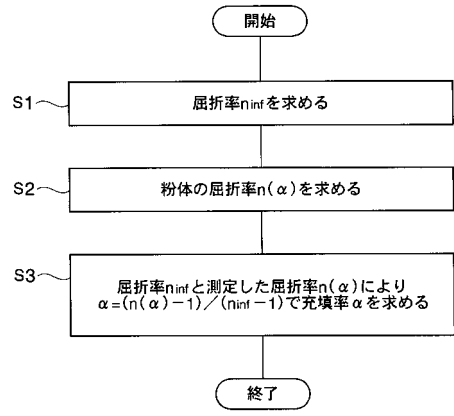 開始
S1
屈折率ninfを求める
S2
粉体の屈折率n(α)を求める
S3
屈折率ninfと測定した屈折率n(α)により
α=(n(α)-1)/(ninf-1)で充填率αを求める
終了